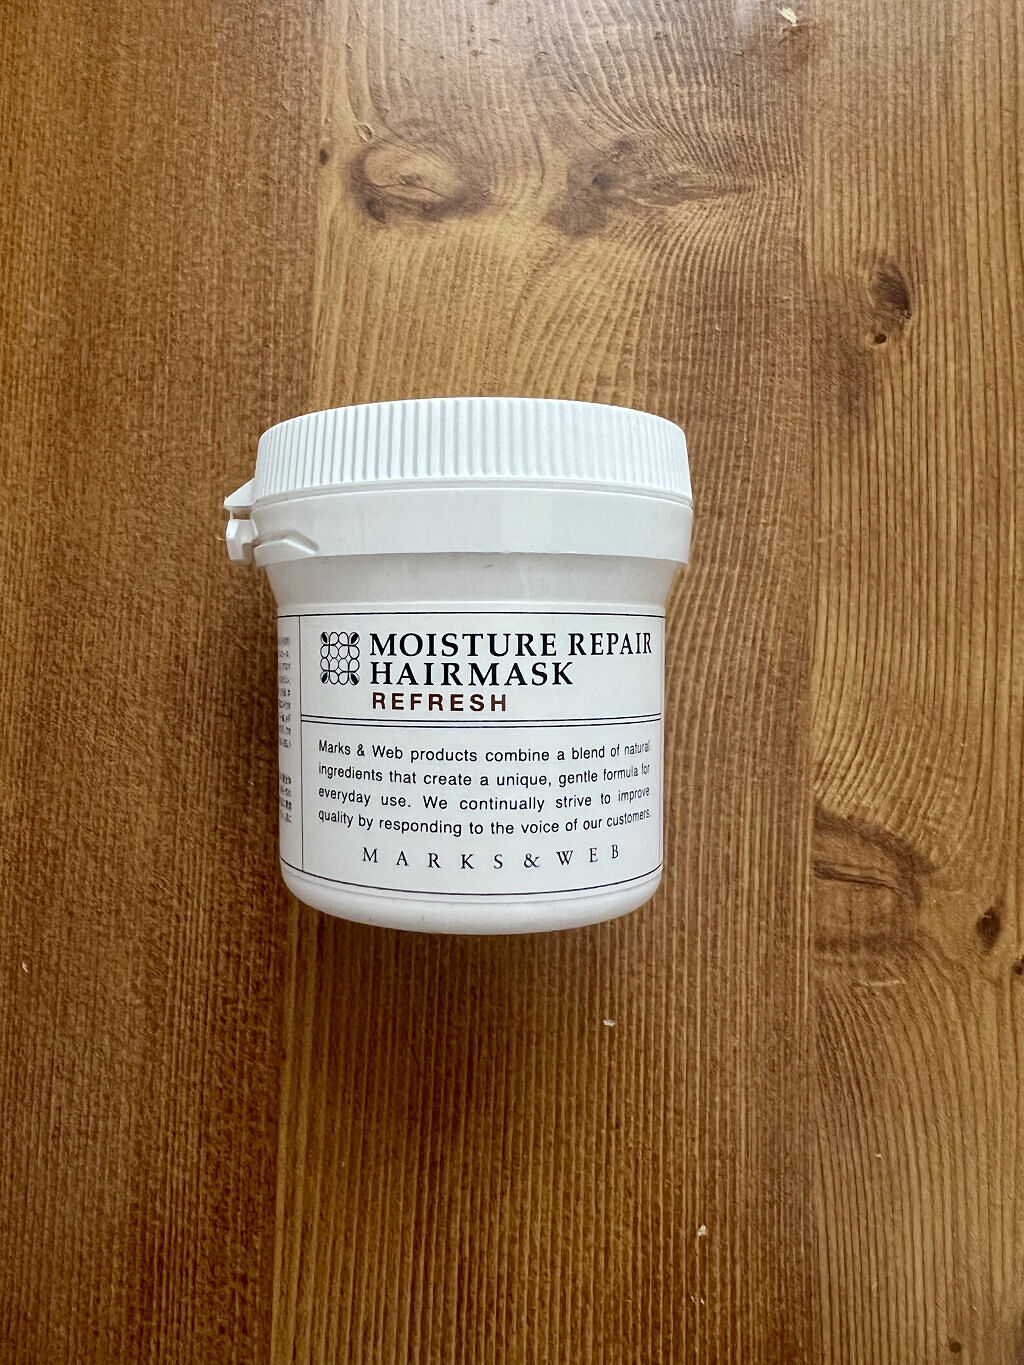 MOISTURE REPAIR
HAIRMASK
REFRESH
Marks & Web products combine a blend of natural
ingredients that create a unique, gentle formula for
everyday use. We continually strive to improve
quality by responding to the voice of our customers.
MARKS&WEB